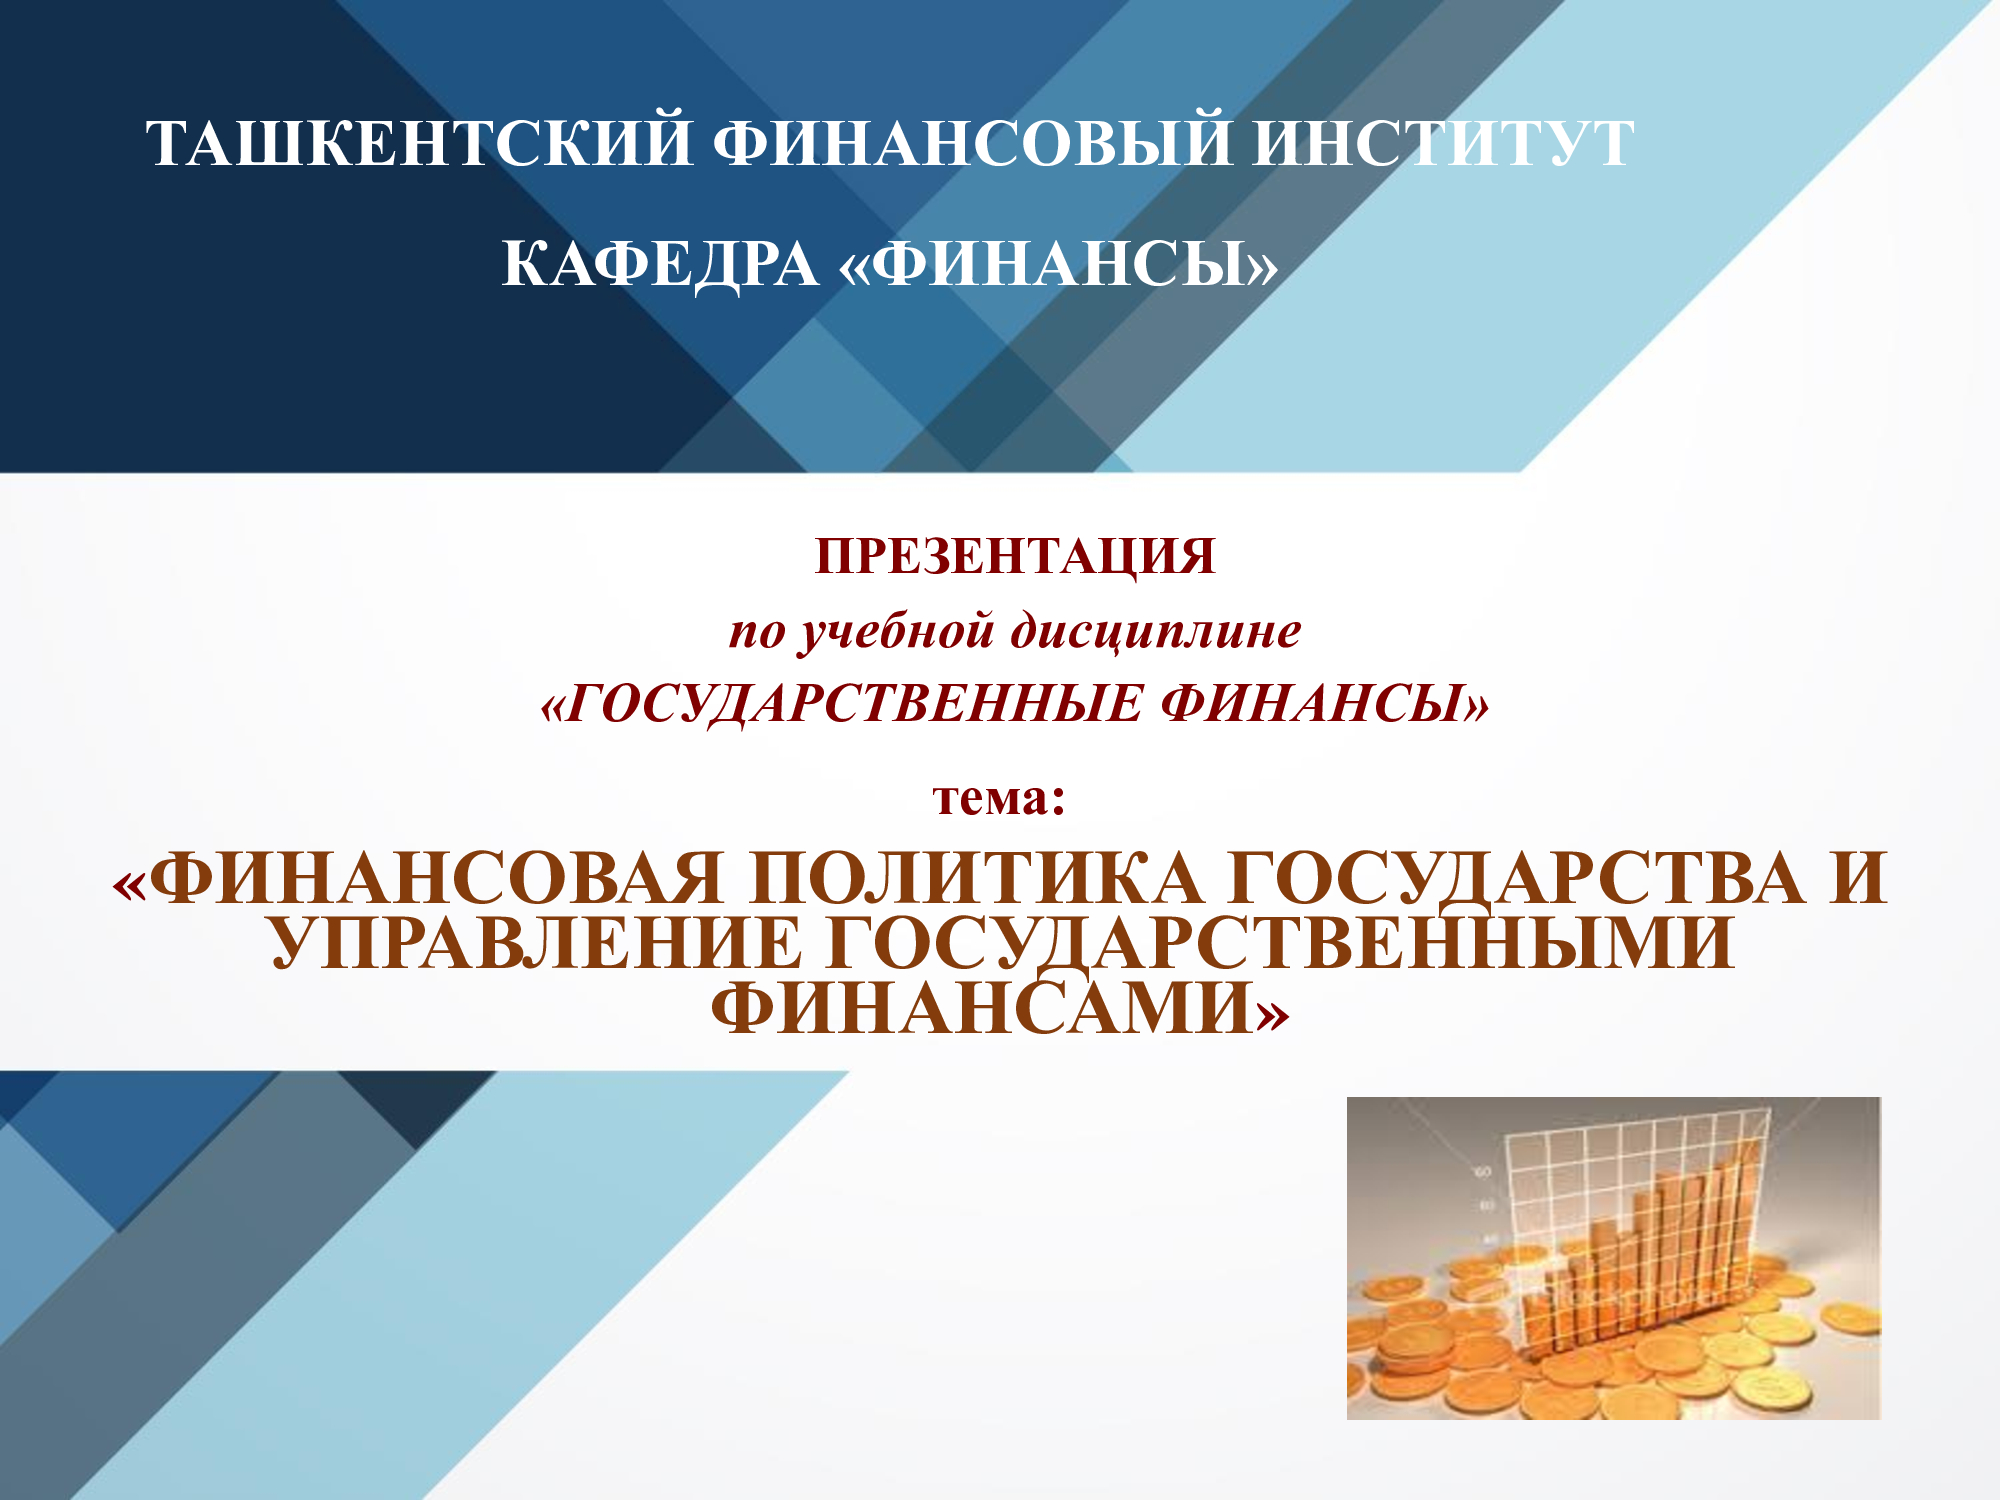 ТАШКЕНТСКИЙ ФИНАНСОВЫЙ ИНСТИТУТ
КАФЕДРА «ФИНАНСЫ»
ПРЕЗЕНТАЦИЯ
по учебной дисциплине
«ГОСУДАРСТВЕННЫЕ ФИНАНСЫ»
тема:
«ФИНАНСОВАЯ ПОЛИТИКА ГОСУДАРСТВА И
УПРАВЛЕНИЕ ГОСУДАРСТВЕННЫМИ
ФИНАНСАМИ»